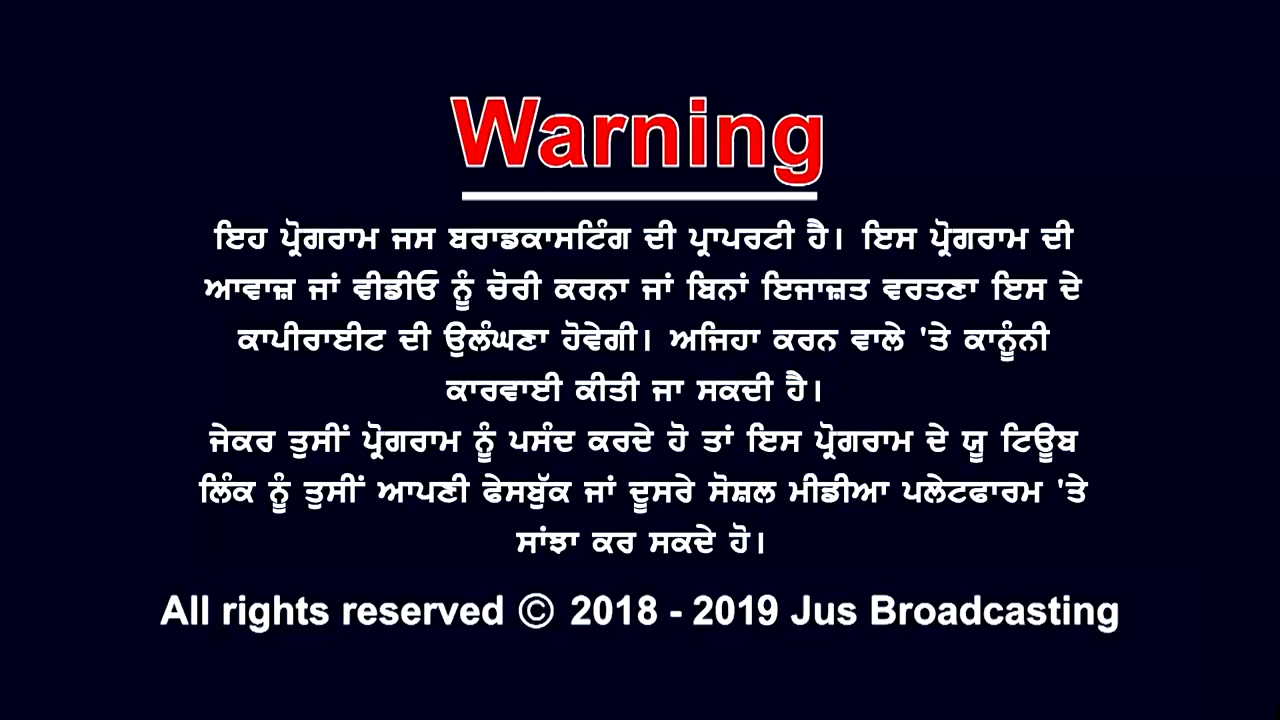 Warning
ਇਹ ਪ੍ਰੋਗਰਾਮ ਜਸ ਬਰਾਡਕਾਸਟਿੰਗ ਦੀ ਪ੍ਰਾਪਰਟੀ ਹੈ। ਇਸ ਪ੍ਰੋਗਰਾਮ ਦੀ
ਆਵਾਜ਼ ਜਾਂ ਵੀਡੀਓ ਨੂੰ ਚੋਰੀ ਕਰਨਾ ਜਾਂ ਬਿਨਾਂ ਇਜਾਜ਼ਤ ਵਰਤਣਾ ਇਸ ਦੇ
ਕਾਪੀਰਾਈਟ ਦੀ ਉਲੰਘਣਾ ਹੋਵੇਗੀ। ਅਜਿਹਾ ਕਰਨ ਵਾਲੇ 'ਤੇ ਕਾਨੂੰਨੀ
ਕਾਰਵਾਈ ਕੀਤੀ ਜਾ ਸਕਦੀ ਹੈ।
ਜੇਕਰ ਤੁਸੀਂ ਪ੍ਰੋਗਰਾਮ ਨੂੰ ਪਸੰਦ ਕਰਦੇ ਹੋ ਤਾਂ ਇਸ ਪ੍ਰੋਗਰਾਮ ਦੇ ਯੂ ਟਿਊਬ
ਲਿੰਕ ਨੂੰ ਤੁਸੀਂ ਆਪਣੀ ਫੇਸਬੁੱਕ ਜਾਂ ਦੂਸਰੇ ਸੋਸ਼ਲ ਮੀਡੀਆ ਪਲੇਟਫਾਰਮ 'ਤੇ
ਸਾਂਝਾ ਕਰ ਸਕਦੇ ਹੋ।
All rights reserved © 2018 - 2019 Jus Broadcasting